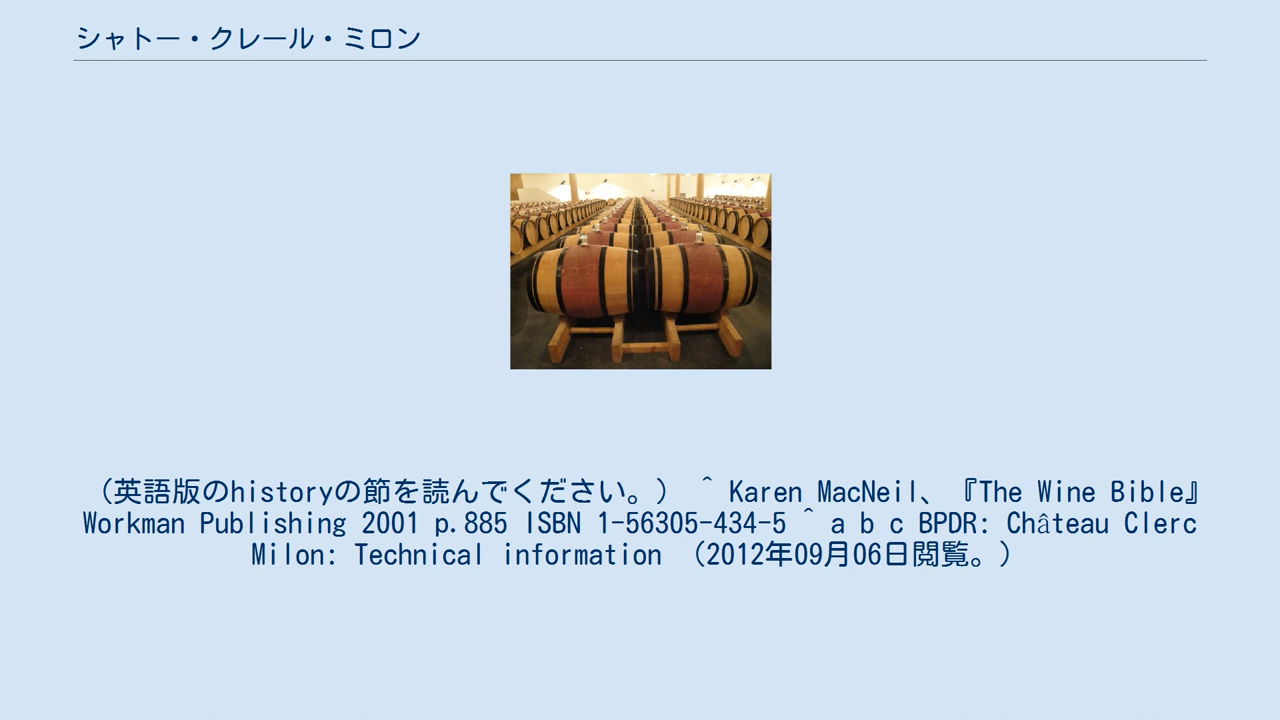 シャトー・クレール・ミロン
（英語版のhistoryの節を読んでください。） ^ Karen MacNeil、『The Wine Bible』
Workman Publishing 2001 p.885 ISBN 1-56305-434-5 ^ a b c BPDR: Château Clerc
Milon: Technical information （2012年09月06日閲覧。）